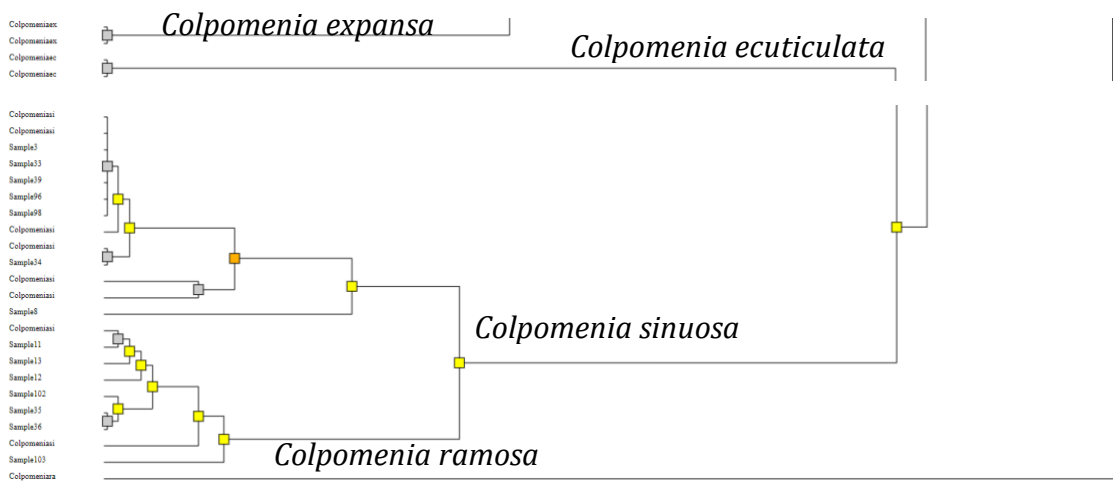 Colpomeniaex
Colpomenia expansa
Colpomeniaex
Colpomeniaec
Colpomenia ecuticulata
Colpomeniaec
Colpomeniasi
Colpomeniasi
Sample3
Sample33
Sample39
Sample96
Sample98
Colpomeniasi
Colpomeniasi
Sample34
Colpomeniasi
Colpomeniasi
Sample8
Colpomeniasi
Colpomenia sinuosa
Sample11
Sample13
Sample12
Sample102
Sample35
Sample36
Colpomeniasi
Colpomenia ramosa
Sample103
Colpomeniara